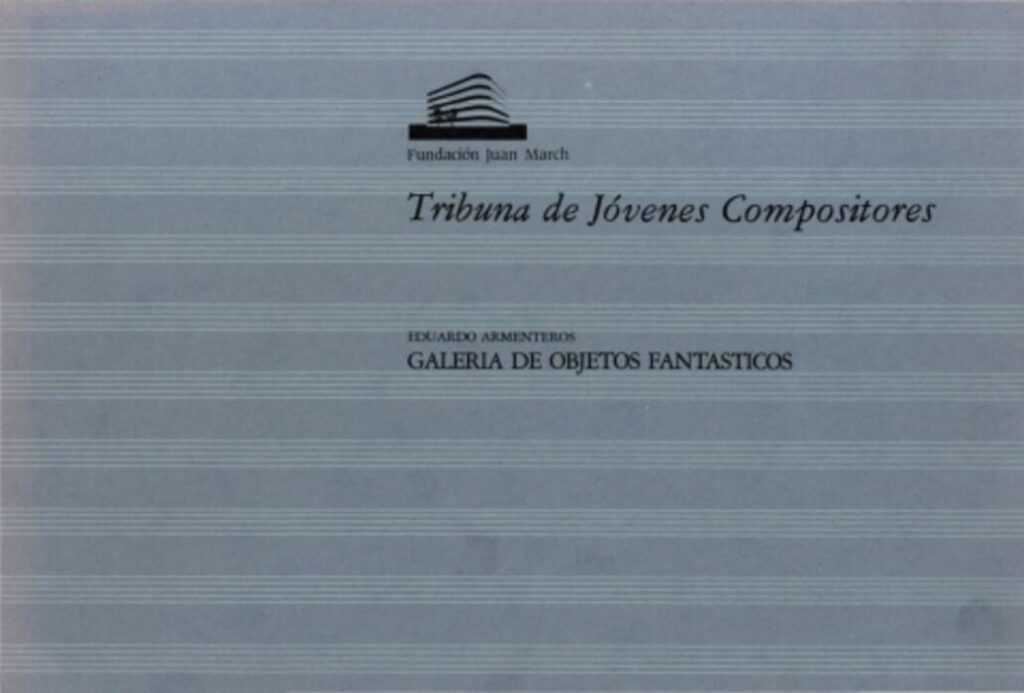 Fundación Juan March
Tribuna de Jóvenes Compositores
EDUARDO ARMENTEROS
GALERIA DE OBJETOS FANTASTICOS